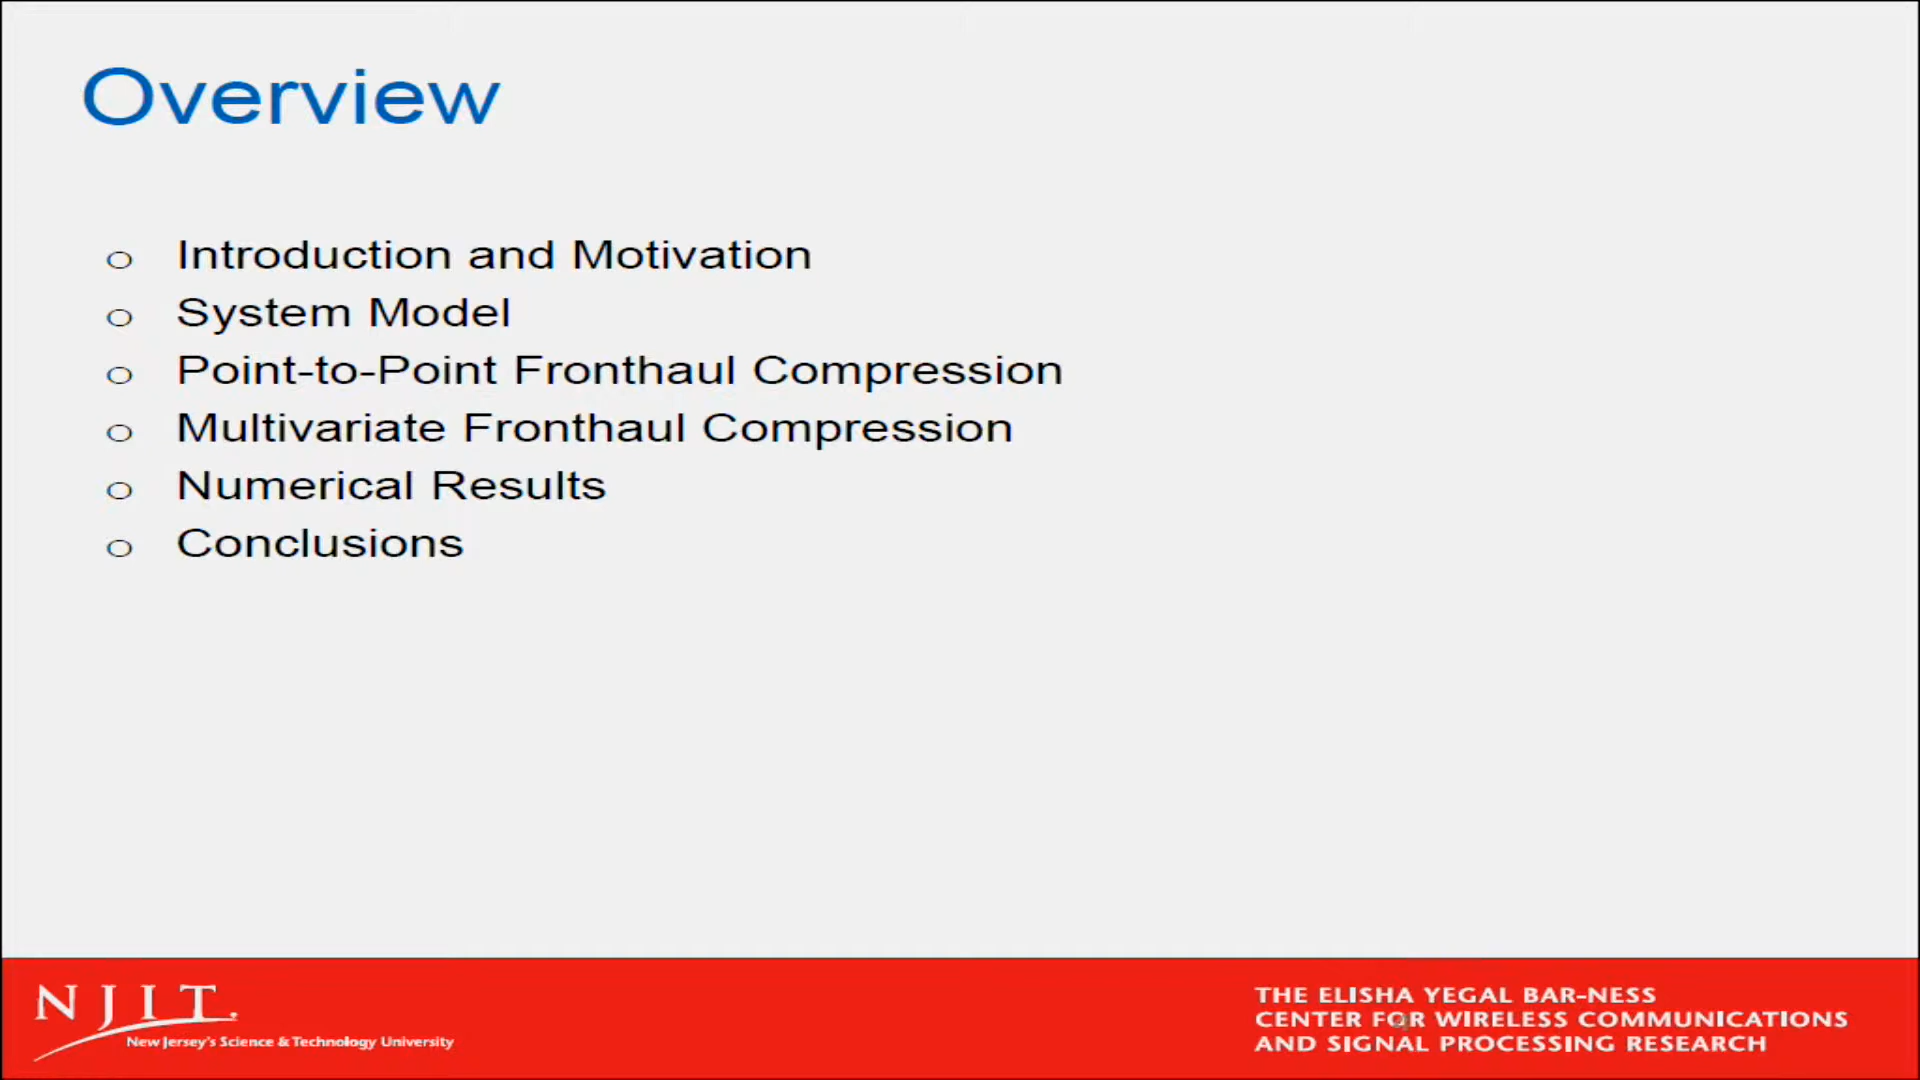 Overview
Introduction and Motivation
System Model
Point-to-Point Fronthaul Compression
Multivariate Fronthaul Compression
Numerical Results
Conclusions
NJIT.
New Jersey's Science & Technology University
THE ELISHA YEGAL BAR-NESS
CENTER FOR WIRELESS COMMUNICATIONS
AND SIGNAL PROCESSING RESEARCH